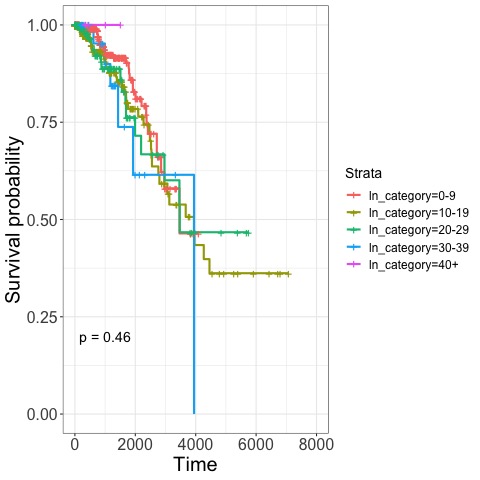 Survival probability
1.00
0.75
0.50
0.25
0.00
p = 0.46
0 2000 4000 6000 8000
Time
Strata
ln_category=0-9
ln_category=10-19
ln_category=20-29
ln_category=30-39
ln_category=40+